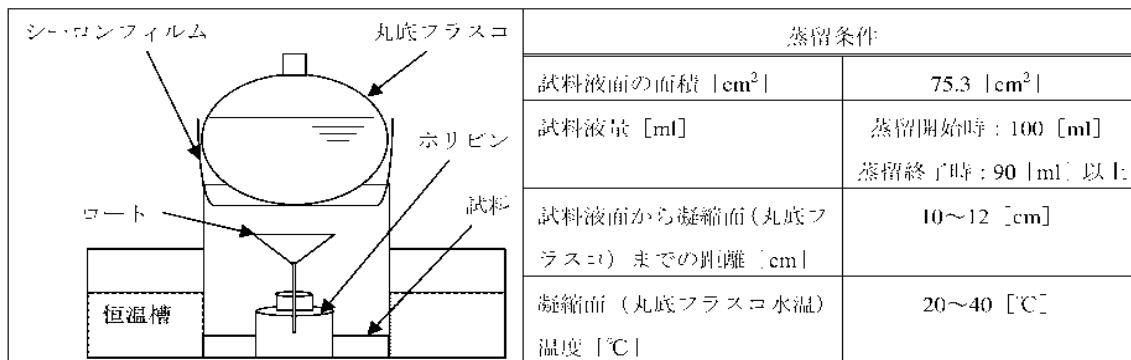 シーロンフィルム
丸底フラスコ
ポリビン
ロート
試料
恒温槽
蒸留条件
試料液面の面積 [cm²]
75.3 [cm²]
試料液量 [ml]
蒸留開始時：100 [ml]
蒸留終了時：90 [ml] 以上
試料液面から凝縮面（丸底フ
ラスコ）までの距離 [cm]
10～12 [cm]
凝縮面（丸底フラスコ水温）
温度 [℃]
20～40 [℃]